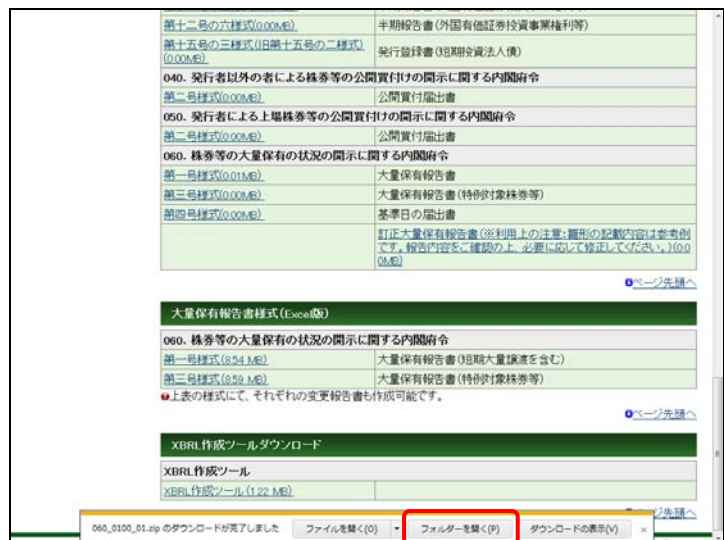 第十二号の六様式(0.00MB) 半期報告書(外国有価証券投資事業権利等)
第十五号の三様式(旧第十五号の二様式) 発行登録書(短期投資法人債)
(0.00MB)
040. 発行者以外の者による株券等の公開買付けの開示に関する内閣府令
第二号様式(0.00MB) 公開買付届出書
050. 発行者による上場株券等の公開買付けの開示に関する内閣府令
第二号様式(0.00MB) 公開買付届出書
060. 株券等の大量保有の状況の開示に関する内閣府令
第一号様式(0.01MB) 大量保有報告書
第三号様式(0.00MB) 大量保有報告書(特例対象株券等)
第四号様式(0.00MB) 基準日の届出書
訂正大量保有報告書(※利用上の注意:雛形の記載内容は参考例
です。報告内容をご確認の上、必要に応じて修正してください。)(0.0
0MB)
ページ先頭へ
大量保有報告書様式(Excel版)
060. 株券等の大量保有の状況の開示に関する内閣府令
第一号様式(8.54 MB) 大量保有報告書(短期大量譲渡を含む)
第三号様式(8.59 MB) 大量保有報告書(特例対象株券等)
上表の様式にて、それぞれの変更報告書も作成可能です。
ページ先頭へ
XBRL作成ツールダウンロード
XBRL作成ツール
XBRL作成ツール(1.22 MB)
ページ先頭へ
060_0100_01.zip のダウンロードが完了しました ファイルを開く(O) フォルダーを開く(P) ダウンロードの表示(V) ×